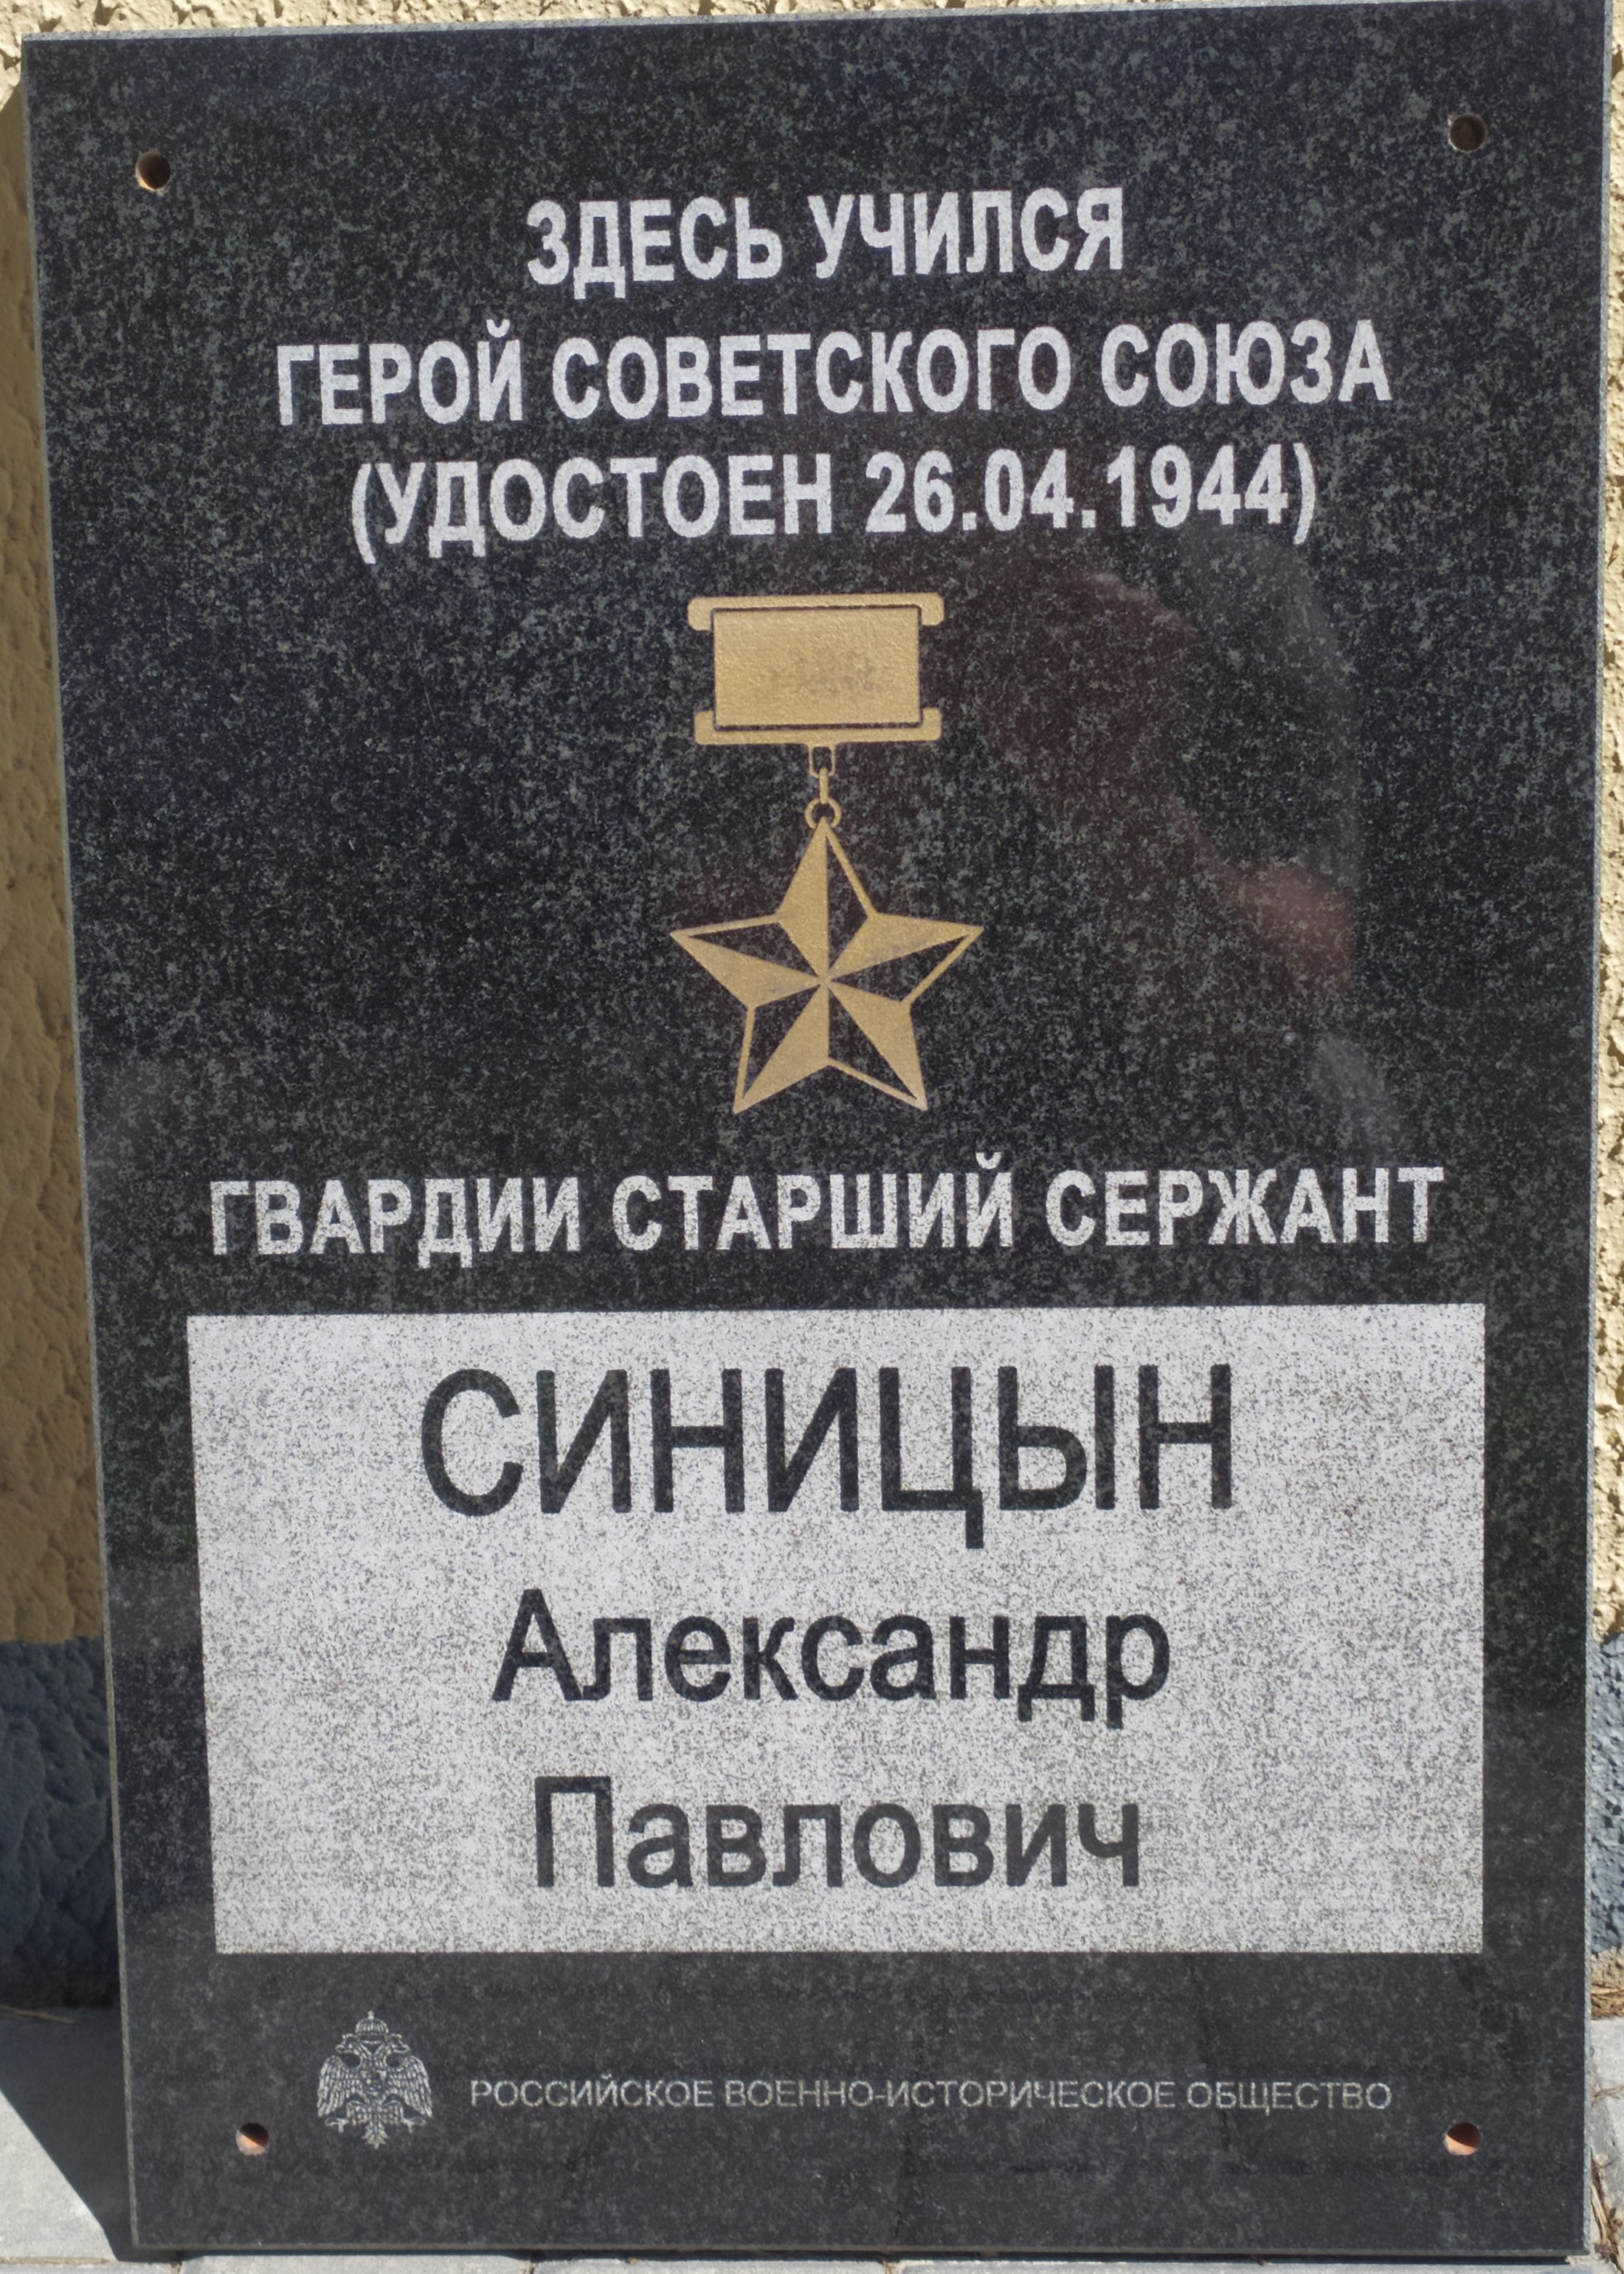 ЗДЕСЬ УЧИЛСЯ
ГЕРОЙ СОВЕТСКОГО СОЮЗА
(УДОСТОЕН 26.04.1944)
ГВАРДИИ СТАРШИЙ СЕРЖАНТ
СИНИЦЫН
Александр
Павлович
РОССИЙСКОЕ ВОЕННО-ИСТОРИЧЕСКОЕ ОБЩЕСТВО